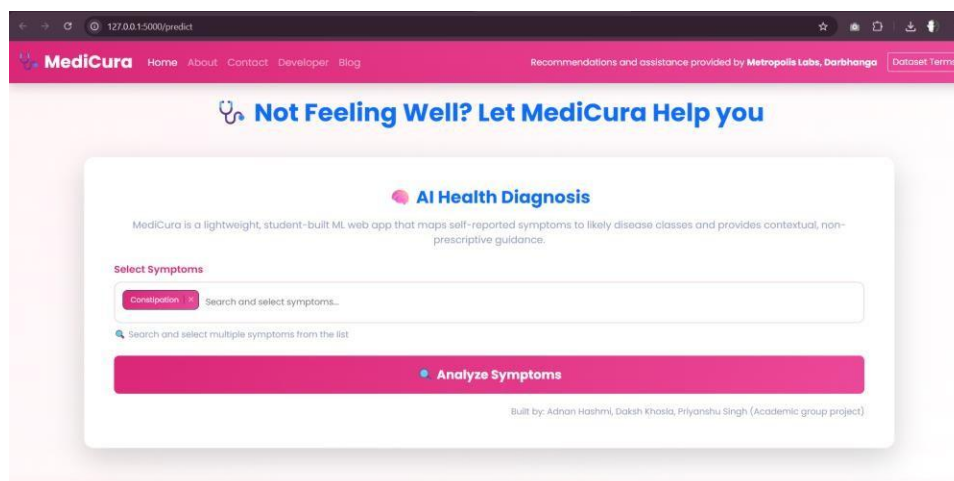 127.0.0.1:5000/predict
MediCura Home About Contact Developer Blog Recommendations and assistance provided by Metropolis Labs, Darbhanga Dataset Terms
Not Feeling Well? Let MediCura Help you
AI Health Diagnosis
MediCura is a lightweight, student-built ML web app that maps self-reported symptoms to likely disease classes and provides contextual, non-
prescriptive guidance.
Select Symptoms
Constipation × Search and select symptoms...
Search and select multiple symptoms from the list
Analyze Symptoms
Built by: Adnan Hashmi, Daksh Khosla, Priyanshu Singh (Academic group project)